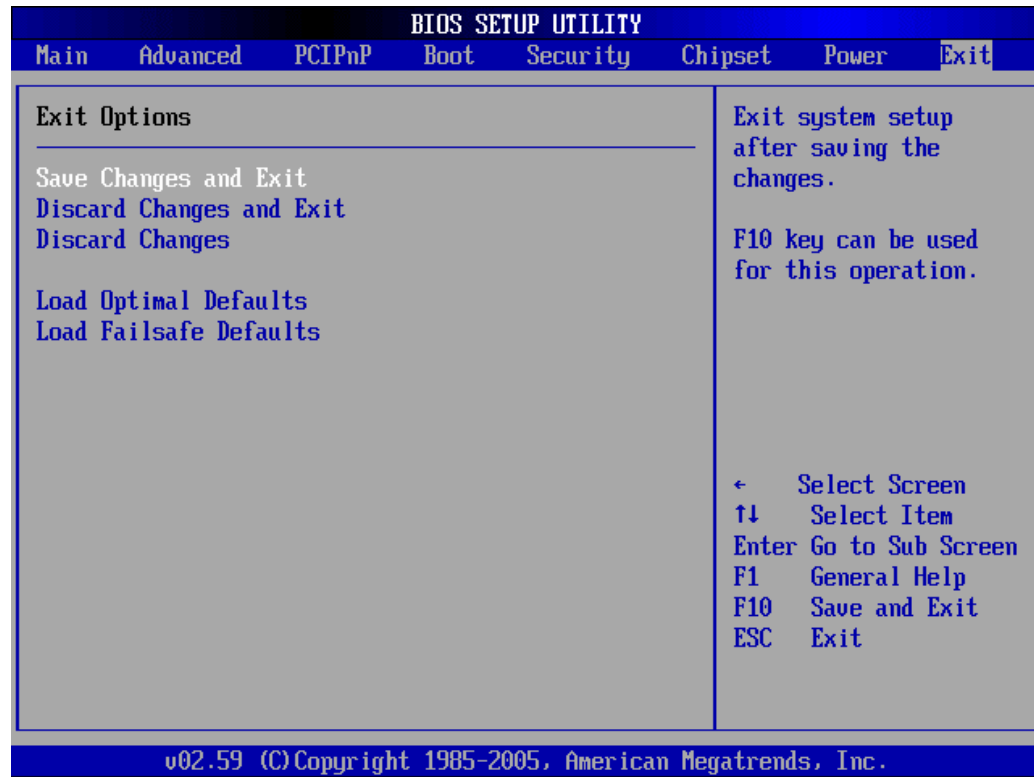 BIOS SETUP UTILITY
Main Advanced PCIPnP Boot Security Chipset Power Exit
Exit Options
Save Changes and Exit
Discard Changes and Exit
Discard Changes
Load Optimal Defaults
Load Failsafe Defaults
Exit system setup
after saving the
changes.
F10 key can be used
for this operation.
← Select Screen
↑↓ Select Item
Enter Go to Sub Screen
F1 General Help
F10 Save and Exit
ESC Exit
v02.59 (C)Copyright 1985-2005, American Megatrends, Inc.